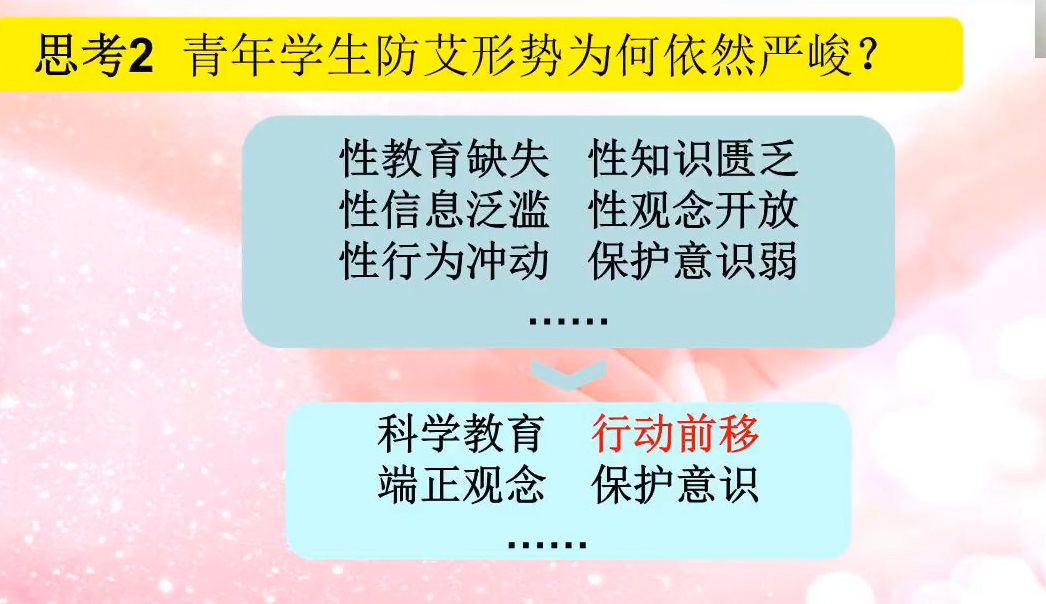 思考2 青年学生防艾形势为何依然严峻？
性教育缺失 性知识匮乏
性信息泛滥 性观念开放
性行为冲动 保护意识弱
……
科学教育 行动前移
端正观念 保护意识
……